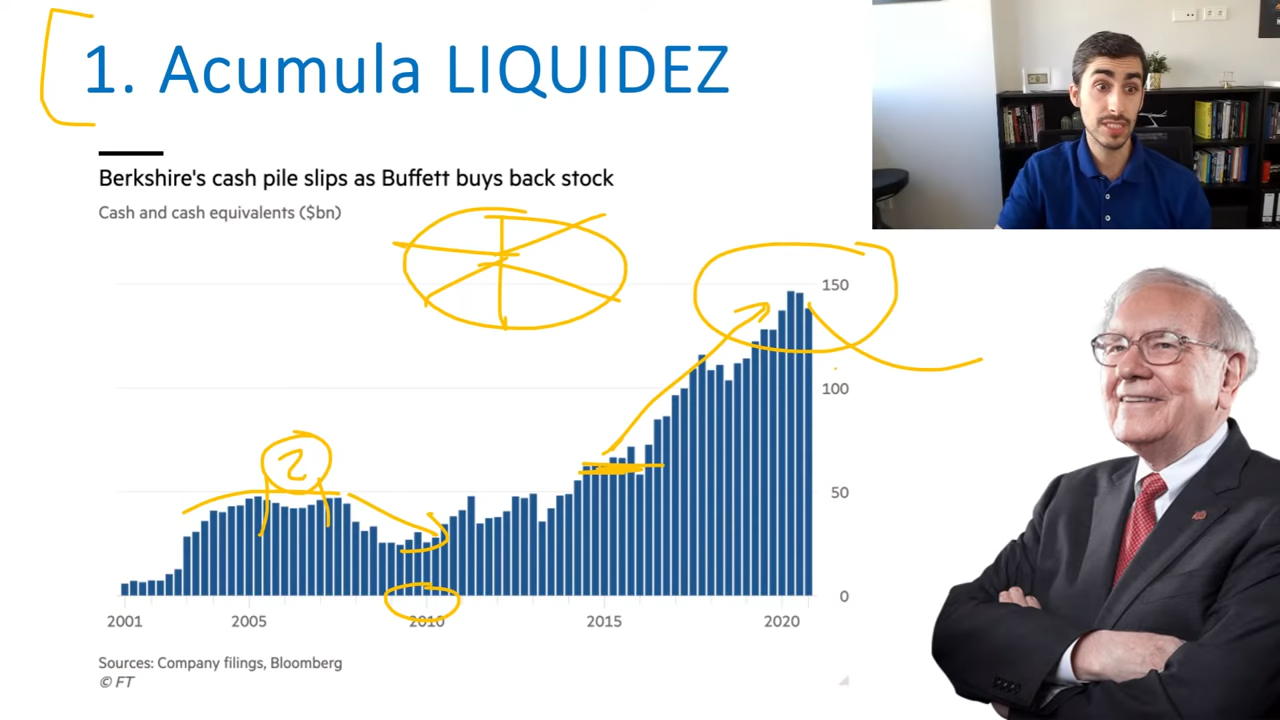 1. Acumula LIQUIDEZ
Berkshire's cash pile slips as Buffett buys back stock
Cash and cash equivalents ($bn)
150
100
2
50
0
2001 2005 2010 2015 2020
Sources: Company filings, Bloomberg
© FT